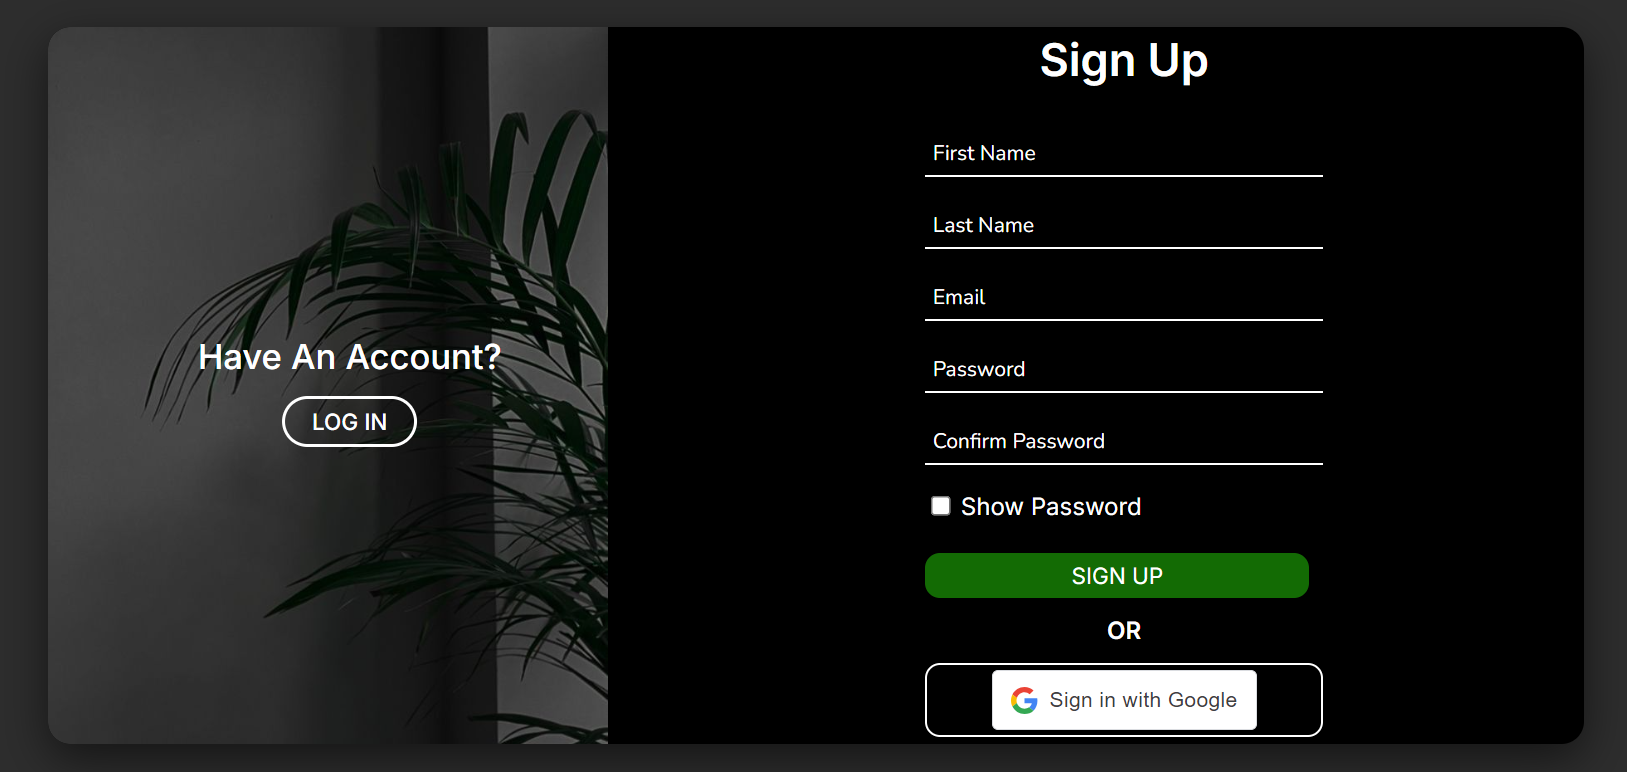 Have An Account?
LOG IN
Sign Up
First Name
Last Name
Email
Password
Confirm Password
Show Password
SIGN UP
OR
Sign in with Google